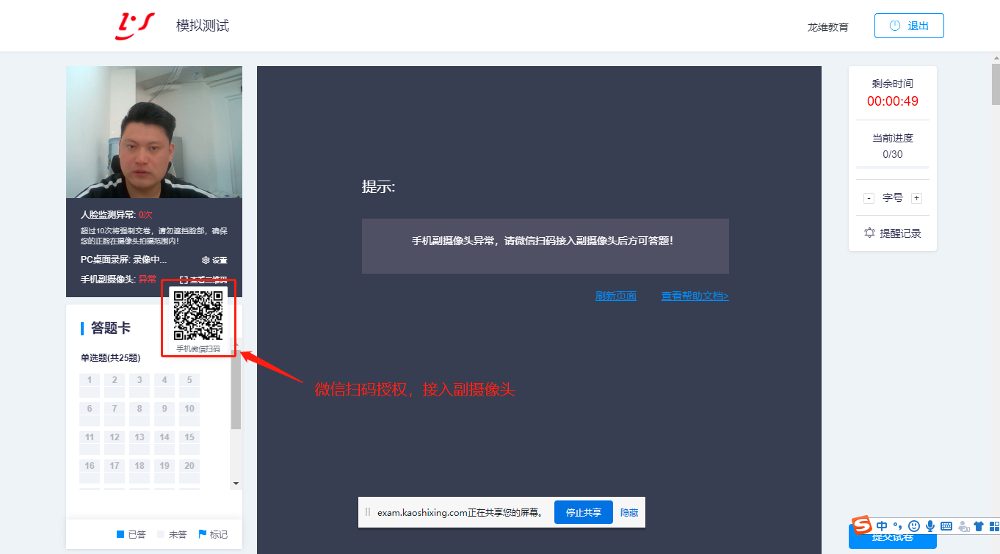 模拟测试
龙维教育
退出
人脸监测异常: 0次
超过10次将强制交卷，请勿遮挡脸部，确保
您的正脸在摄像头拍摄范围内！
PC桌面录屏: 录像中...
设置
手机副摄像头: 异常
查看二维码
手机微信扫码
答题卡
单选题(共25题)
1 2 3 4 5
6 7 8 9 10
11 12 13 14 15
16 17 18 19 20
已答 未答 标记
提示:
手机副摄像头异常，请微信扫码接入副摄像头后方可答题！
刷新页面
查看帮助文档>
微信扫码授权，接入副摄像头
exam.kaoshixing.com正在共享您的屏幕。
停止共享
隐藏
剩余时间
00:00:49
当前进度
0/30
- 字号 +
提醒记录
中
提交试卷